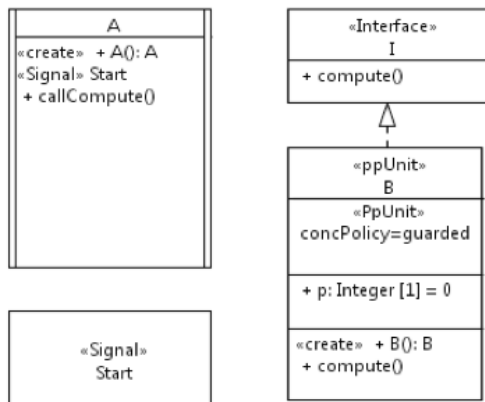 A
«create» + A(): A
«Signal» Start
+ callCompute()
«Signal»
Start
«Interface»
I
+ compute()
«ppUnit»
B
«PpUnit»
concPolicy=guarded
+ p: Integer [1] = 0
«create» + B(): B
+ compute()